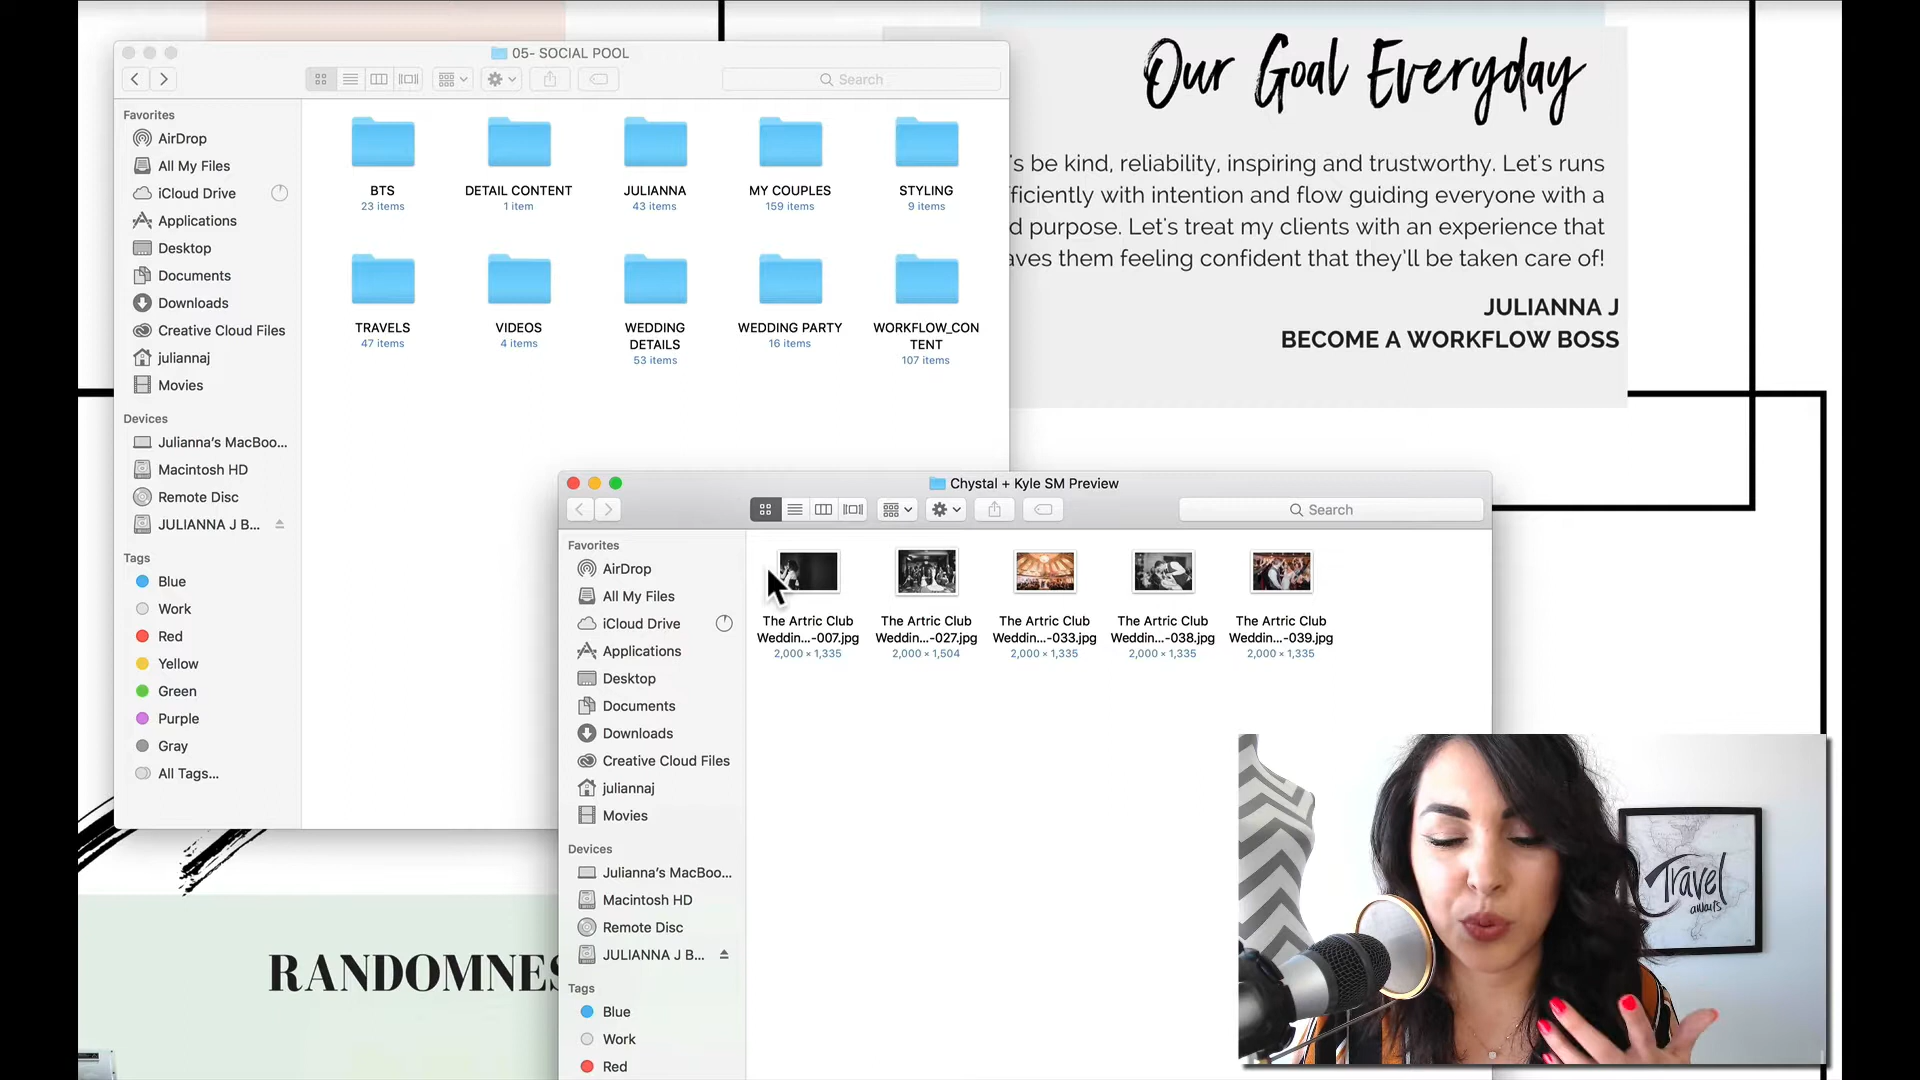 05- SOCIAL POOL
Search
Favorites
AirDrop
All My Files
iCloud Drive
Applications
Desktop
Documents
Downloads
Creative Cloud Files
juliannaj
Movies
Devices
Julianna's MacBoo...
Macintosh HD
Remote Disc
JULIANNA J B...
Tags
Blue
Work
Red
Yellow
Green
Purple
Gray
All Tags...
BTS
23 items
DETAIL CONTENT
1 item
JULIANNA
43 items
MY COUPLES
159 items
STYLING
9 items
TRAVELS
47 items
VIDEOS
4 items
WEDDING
DETAILS
53 items
WEDDING PARTY
16 items
WORKFLOW_CON
TENT
107 items
Our Goal Everyday
's be kind, reliability, inspiring and trustworthy. Let's runs
ficiently with intention and flow guiding everyone with a
d purpose. Let's treat my clients with an experience that
aves them feeling confident that they'll be taken care of!
JULIANNA J
BECOME A WORKFLOW BOSS
Chystal + Kyle SM Preview
Search
Favorites
AirDrop
All My Files
iCloud Drive
Applications
Desktop
Documents
Downloads
Creative Cloud Files
juliannaj
Movies
Devices
Julianna's MacBoo...
Macintosh HD
Remote Disc
JULIANNA J B...
Tags
Blue
Work
Red
The Artric Club
Weddin...-007.jpg
2,000 × 1,335
The Artric Club
Weddin...-027.jpg
2,000 × 1,504
The Artric Club
Weddin...-033.jpg
2,000 × 1,335
The Artric Club
Weddin...-038.jpg
2,000 × 1,335
The Artric Club
Weddin...-039.jpg
2,000 × 1,335
RANDOMNES
Travel
always